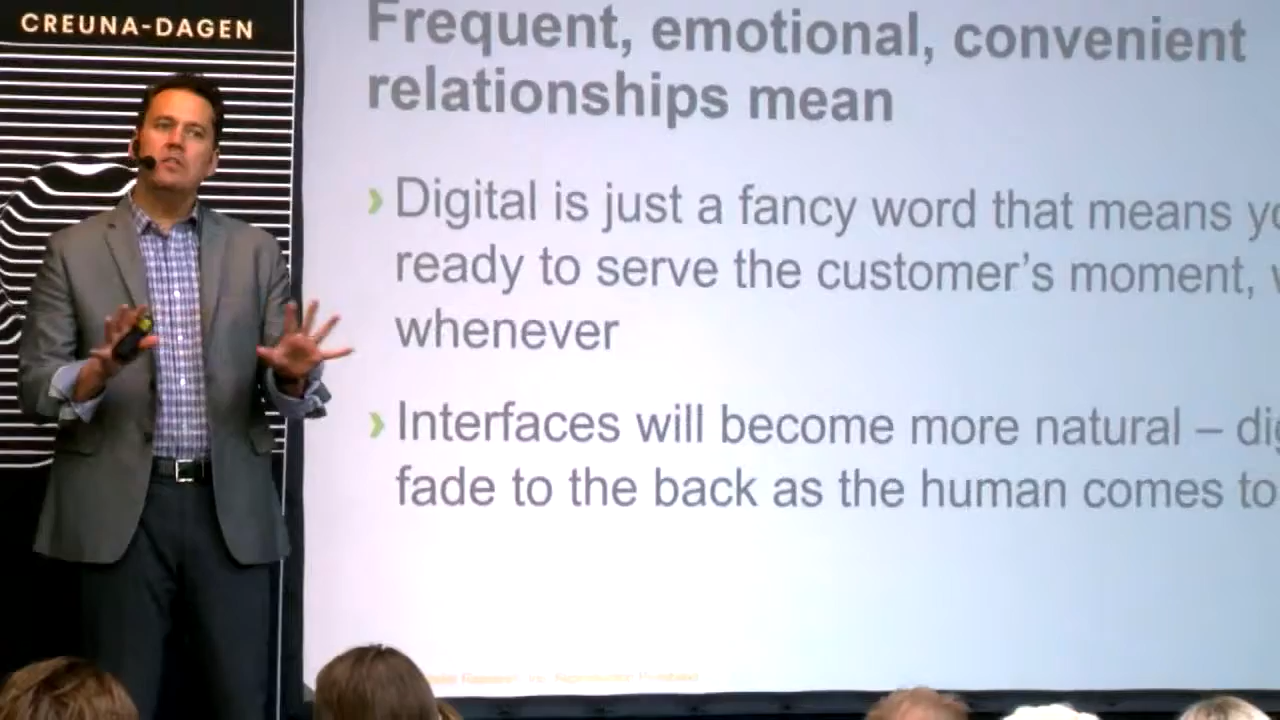 CREUNA-DAGEN
Frequent, emotional, convenient
relationships mean
› Digital is just a fancy word that means
ready to serve the customer's moment,
whenever
› Interfaces will become more natural –
fade to the back as the human comes to